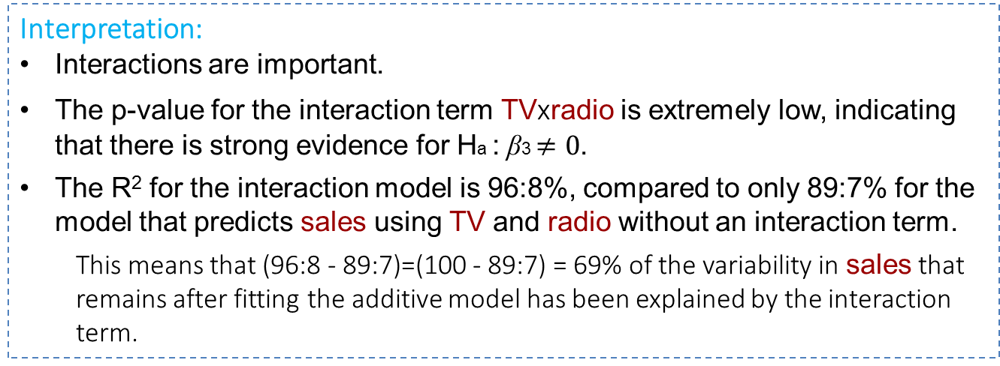 Interpretation:
• Interactions are important.
• The p-value for the interaction term TVxradio is extremely low, indicating
that there is strong evidence for Ha : β3 ≠ 0.
• The R² for the interaction model is 96:8%, compared to only 89:7% for the
model that predicts sales using TV and radio without an interaction term.
This means that (96:8 - 89:7)=(100 - 89:7) = 69% of the variability in sales that
remains after fitting the additive model has been explained by the interaction
term.